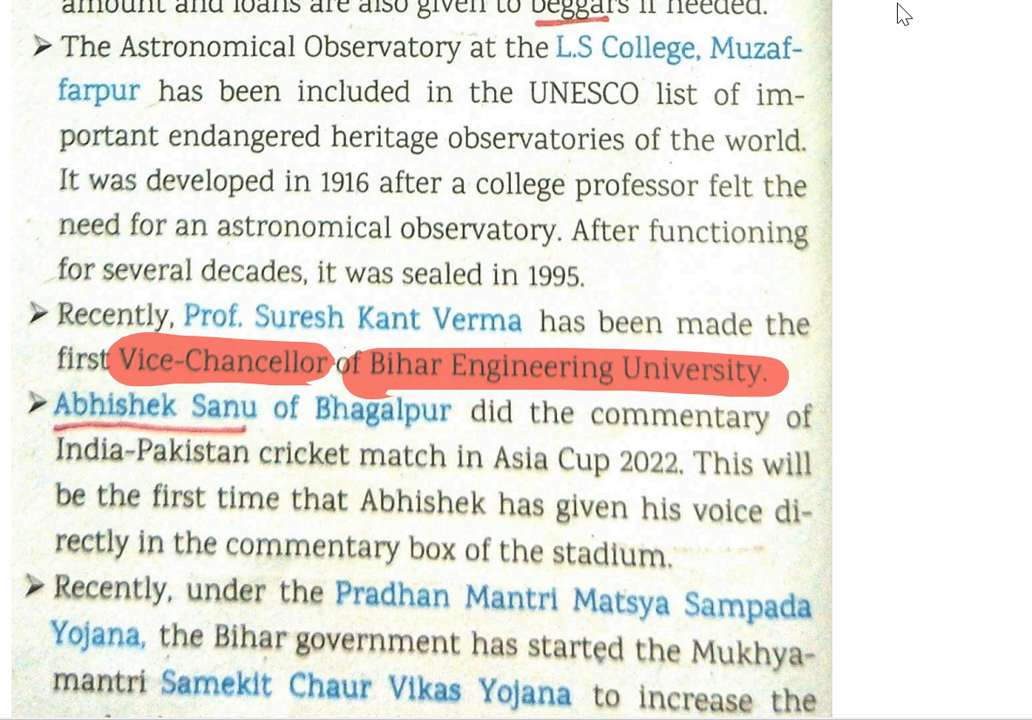 amount and loans are also given to beggars if needed.
➤ The Astronomical Observatory at the L.S College, Muzaf-
farpur has been included in the UNESCO list of im-
portant endangered heritage observatories of the world.
It was developed in 1916 after a college professor felt the
need for an astronomical observatory. After functioning
for several decades, it was sealed in 1995.
➤ Recently, Prof. Suresh Kant Verma has been made the
first Vice-Chancellor of Bihar Engineering University.
➤ Abhishek Sanu of Bhagalpur did the commentary of
India-Pakistan cricket match in Asia Cup 2022. This will
be the first time that Abhishek has given his voice di-
rectly in the commentary box of the stadium.
➤ Recently, under the Pradhan Mantri Matsya Sampada
Yojana, the Bihar government has started the Mukhya-
mantri Samekit Chaur Vikas Yojana to increase the